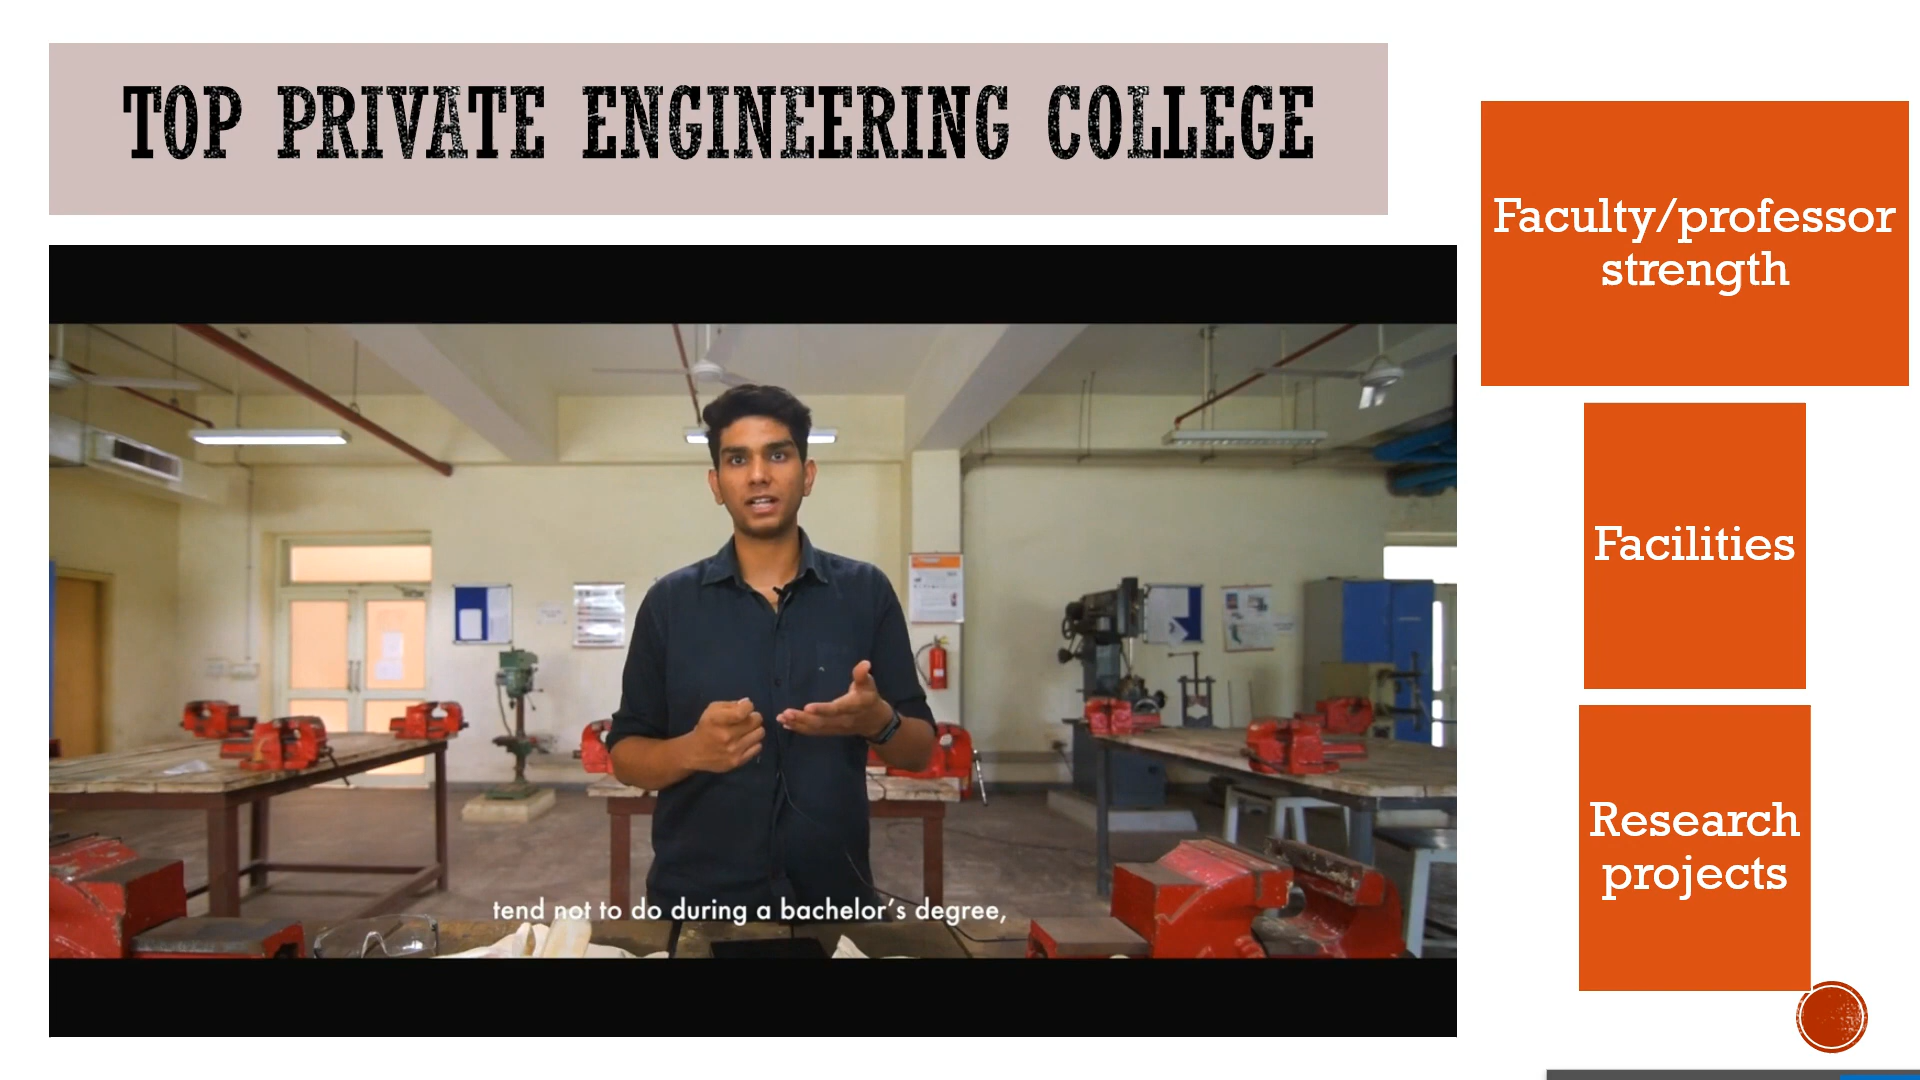 TOP PRIVATE ENGINEERING COLLEGE
Faculty/professor
strength
Facilities
Research
projects
tend not to do during a bachelor's degree,